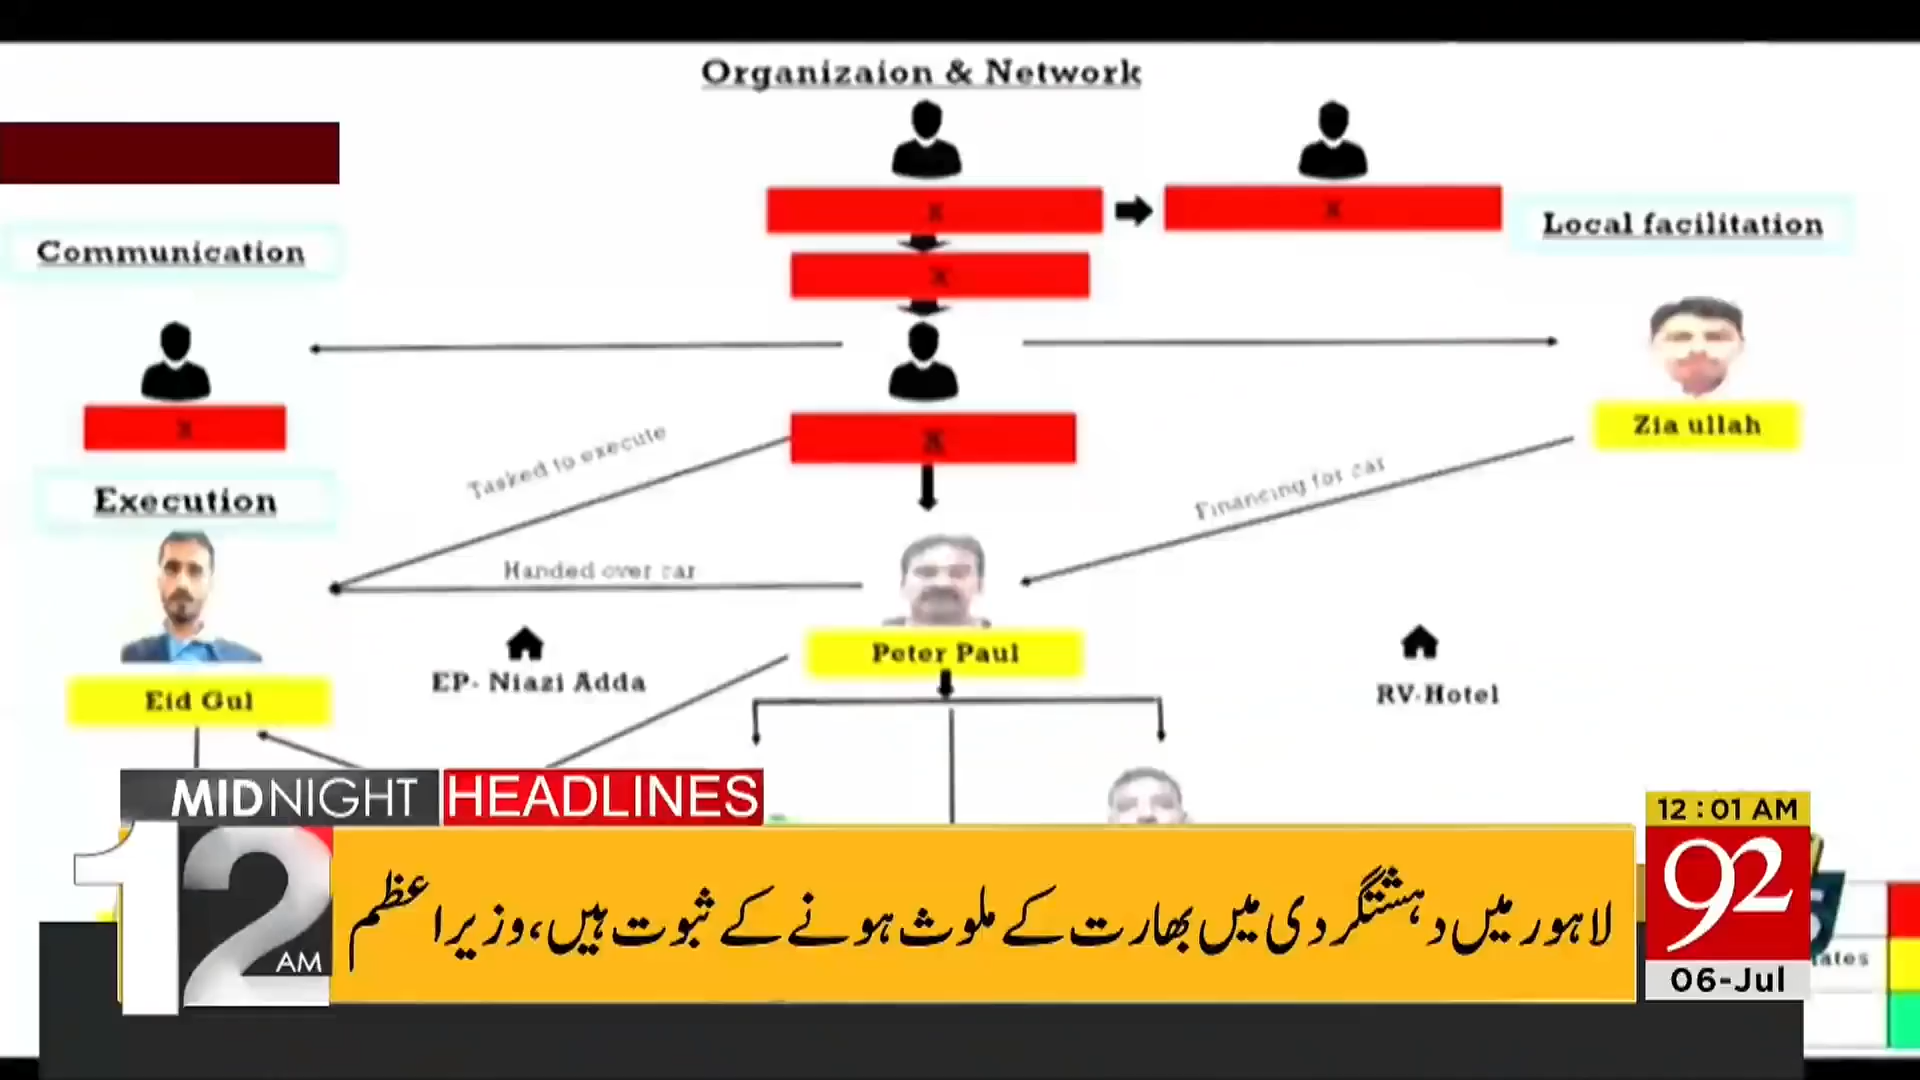 Organizaion & Network
X
X
Local facilitation
Communication
X
X
X
Zia ullah
Tasked to execute
Financing for car
Execution
Handed over car
Peter Paul
EP- Niazi Adda
RV-Hotel
Eid Gul
MIDNIGHT HEADLINES
12 AM
لاہور میں دہشتگردی میں بھارت کے ملوث ہونے کے ثبوت ہیں، وزیراعظم
12:01 AM
92
06-Jul